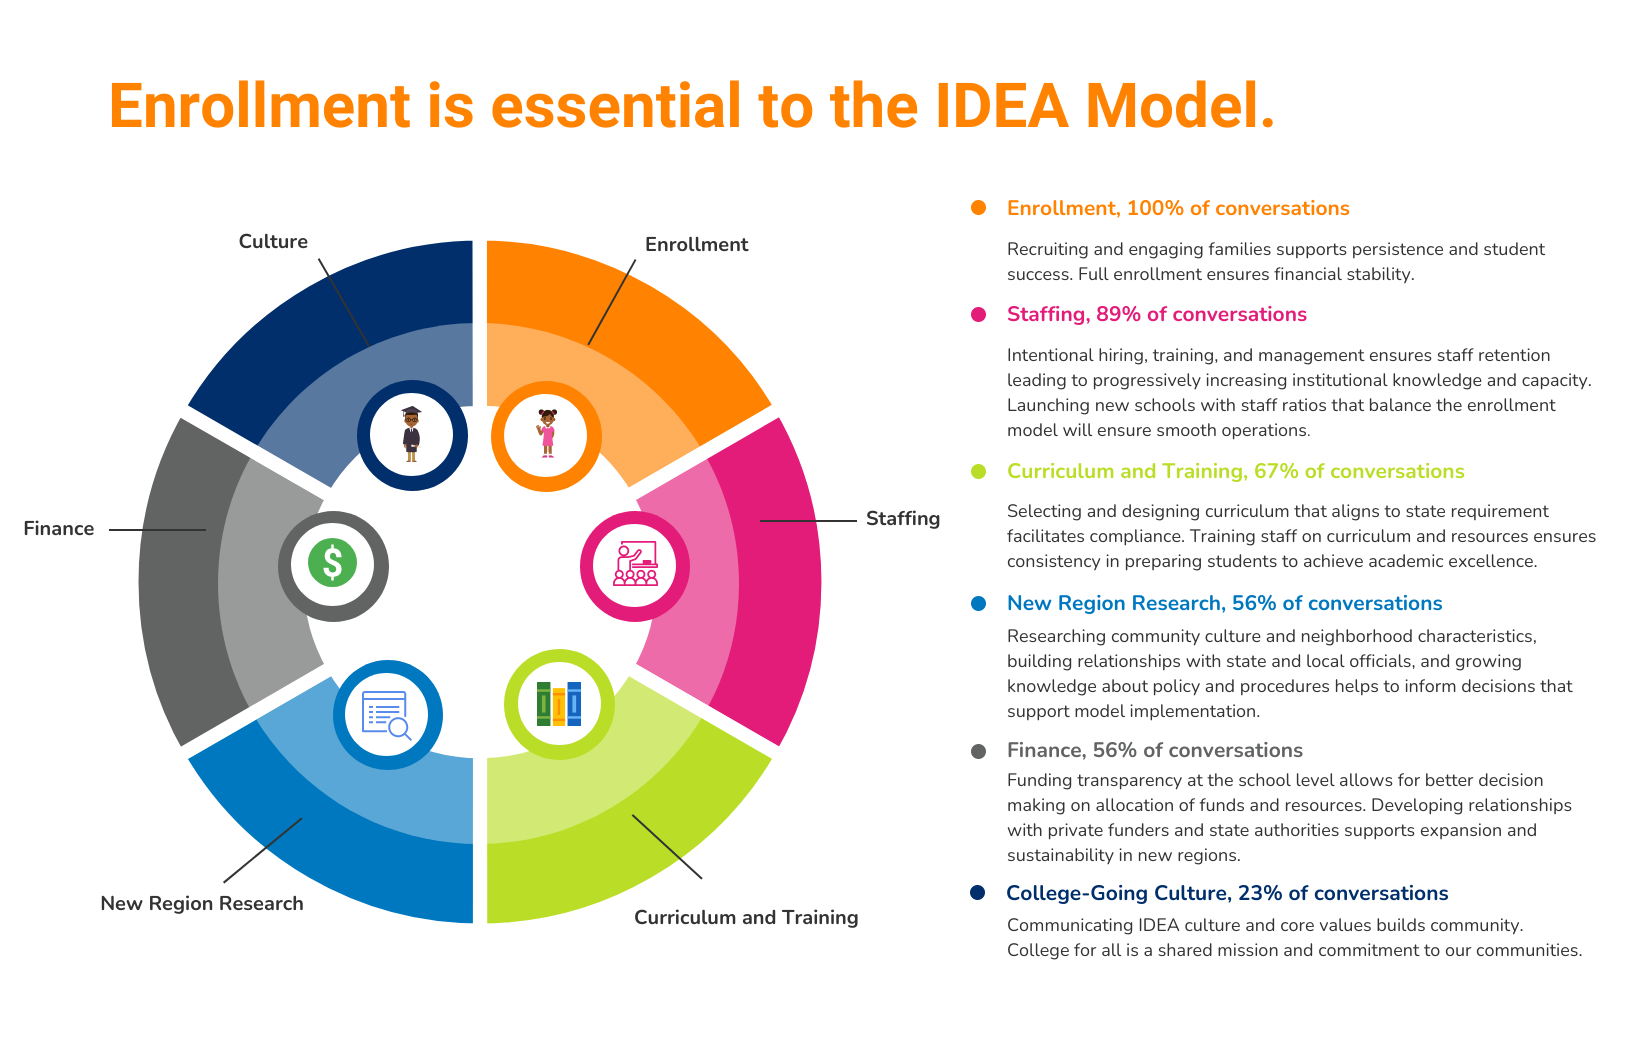 Enrollment is essential to the IDEA Model.
Culture
Enrollment
Finance
Staffing
New Region Research
Curriculum and Training
$
Enrollment, 100% of conversations
Recruiting and engaging families supports persistence and student
success. Full enrollment ensures financial stability.
Staffing, 89% of conversations
Intentional hiring, training, and management ensures staff retention
leading to progressively increasing institutional knowledge and capacity.
Launching new schools with staff ratios that balance the enrollment
model will ensure smooth operations.
Curriculum and Training, 67% of conversations
Selecting and designing curriculum that aligns to state requirement
facilitates compliance. Training staff on curriculum and resources ensures
consistency in preparing students to achieve academic excellence.
New Region Research, 56% of conversations
Researching community culture and neighborhood characteristics,
building relationships with state and local officials, and growing
knowledge about policy and procedures helps to inform decisions that
support model implementation.
Finance, 56% of conversations
Funding transparency at the school level allows for better decision
making on allocation of funds and resources. Developing relationships
with private funders and state authorities supports expansion and
sustainability in new regions.
College-Going Culture, 23% of conversations
Communicating IDEA culture and core values builds community.
College for all is a shared mission and commitment to our communities.